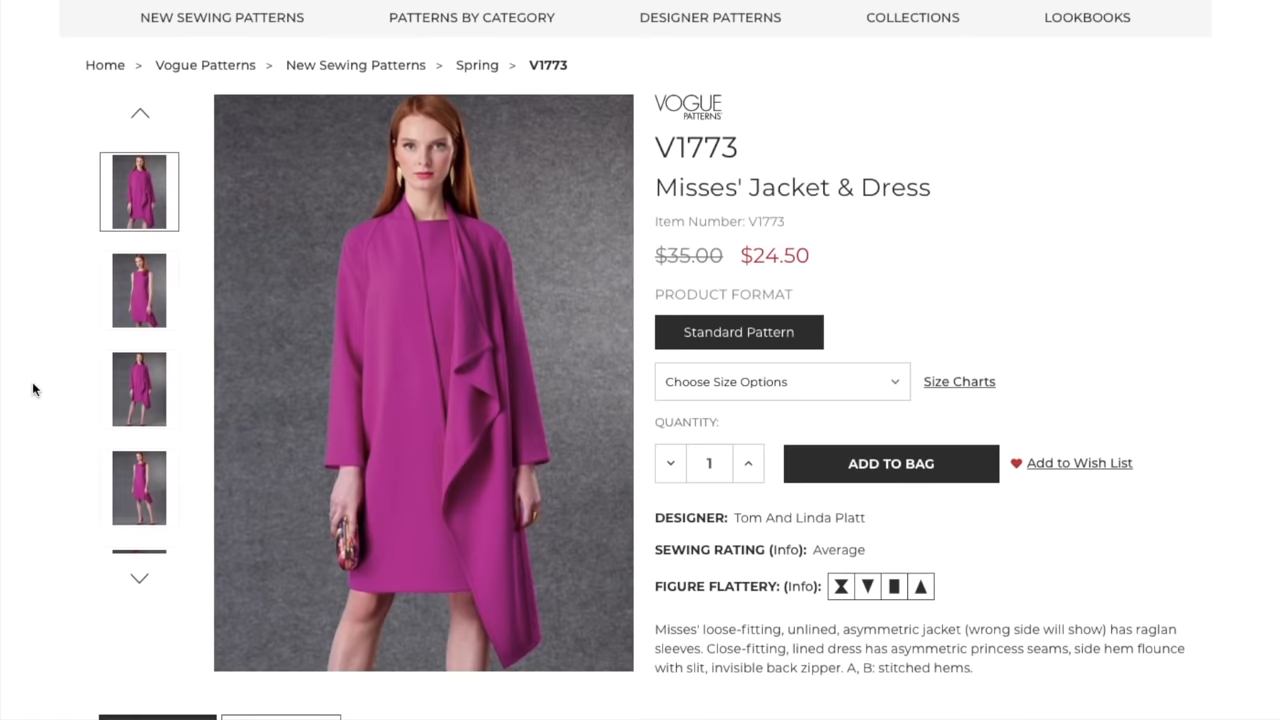 NEW SEWING PATTERNS PATTERNS BY CATEGORY DESIGNER PATTERNS COLLECTIONS LOOKBOOKS
Home > Vogue Patterns > New Sewing Patterns > Spring > V1773
VOGUE
PATTERNS
V1773
Misses' Jacket & Dress
Item Number: V1773
$35.00 $24.50
PRODUCT FORMAT
Standard Pattern
Choose Size Options Size Charts
QUANTITY:
1 ADD TO BAG Add to Wish List
DESIGNER: Tom And Linda Platt
SEWING RATING (Info): Average
FIGURE FLATTERY: (Info):
Misses' loose-fitting, unlined, asymmetric jacket (wrong side will show) has raglan
sleeves. Close-fitting, lined dress has asymmetric princess seams, side hem flounce
with slit, invisible back zipper. A, B: stitched hems.